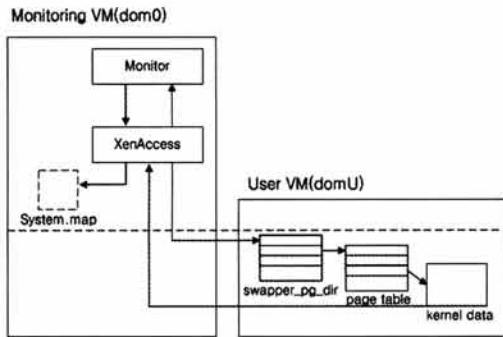 Monitoring VM(dom0)
Monitor
XenAccess
System.map
User VM(domU)
swapper_pg_dir
page table
kernel data